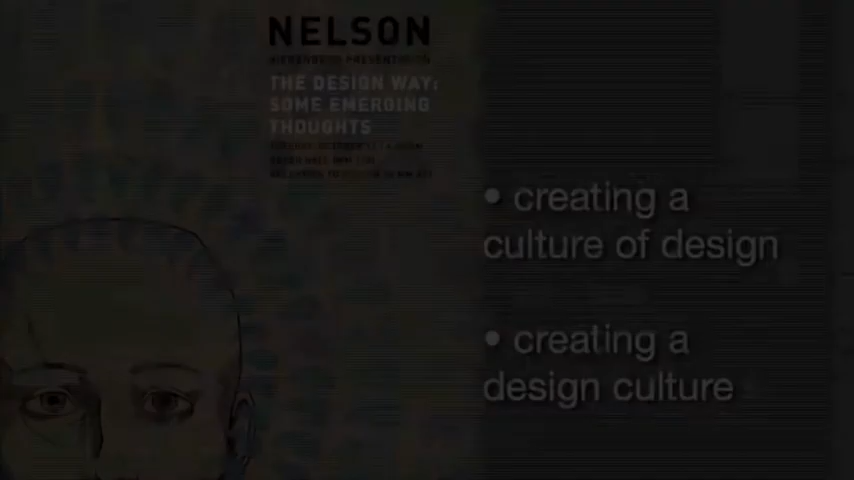 NELSON
THE DESIGN WAY:
SOME EMERGING
THOUGHTS
• creating a
culture of design
• creating a
design culture